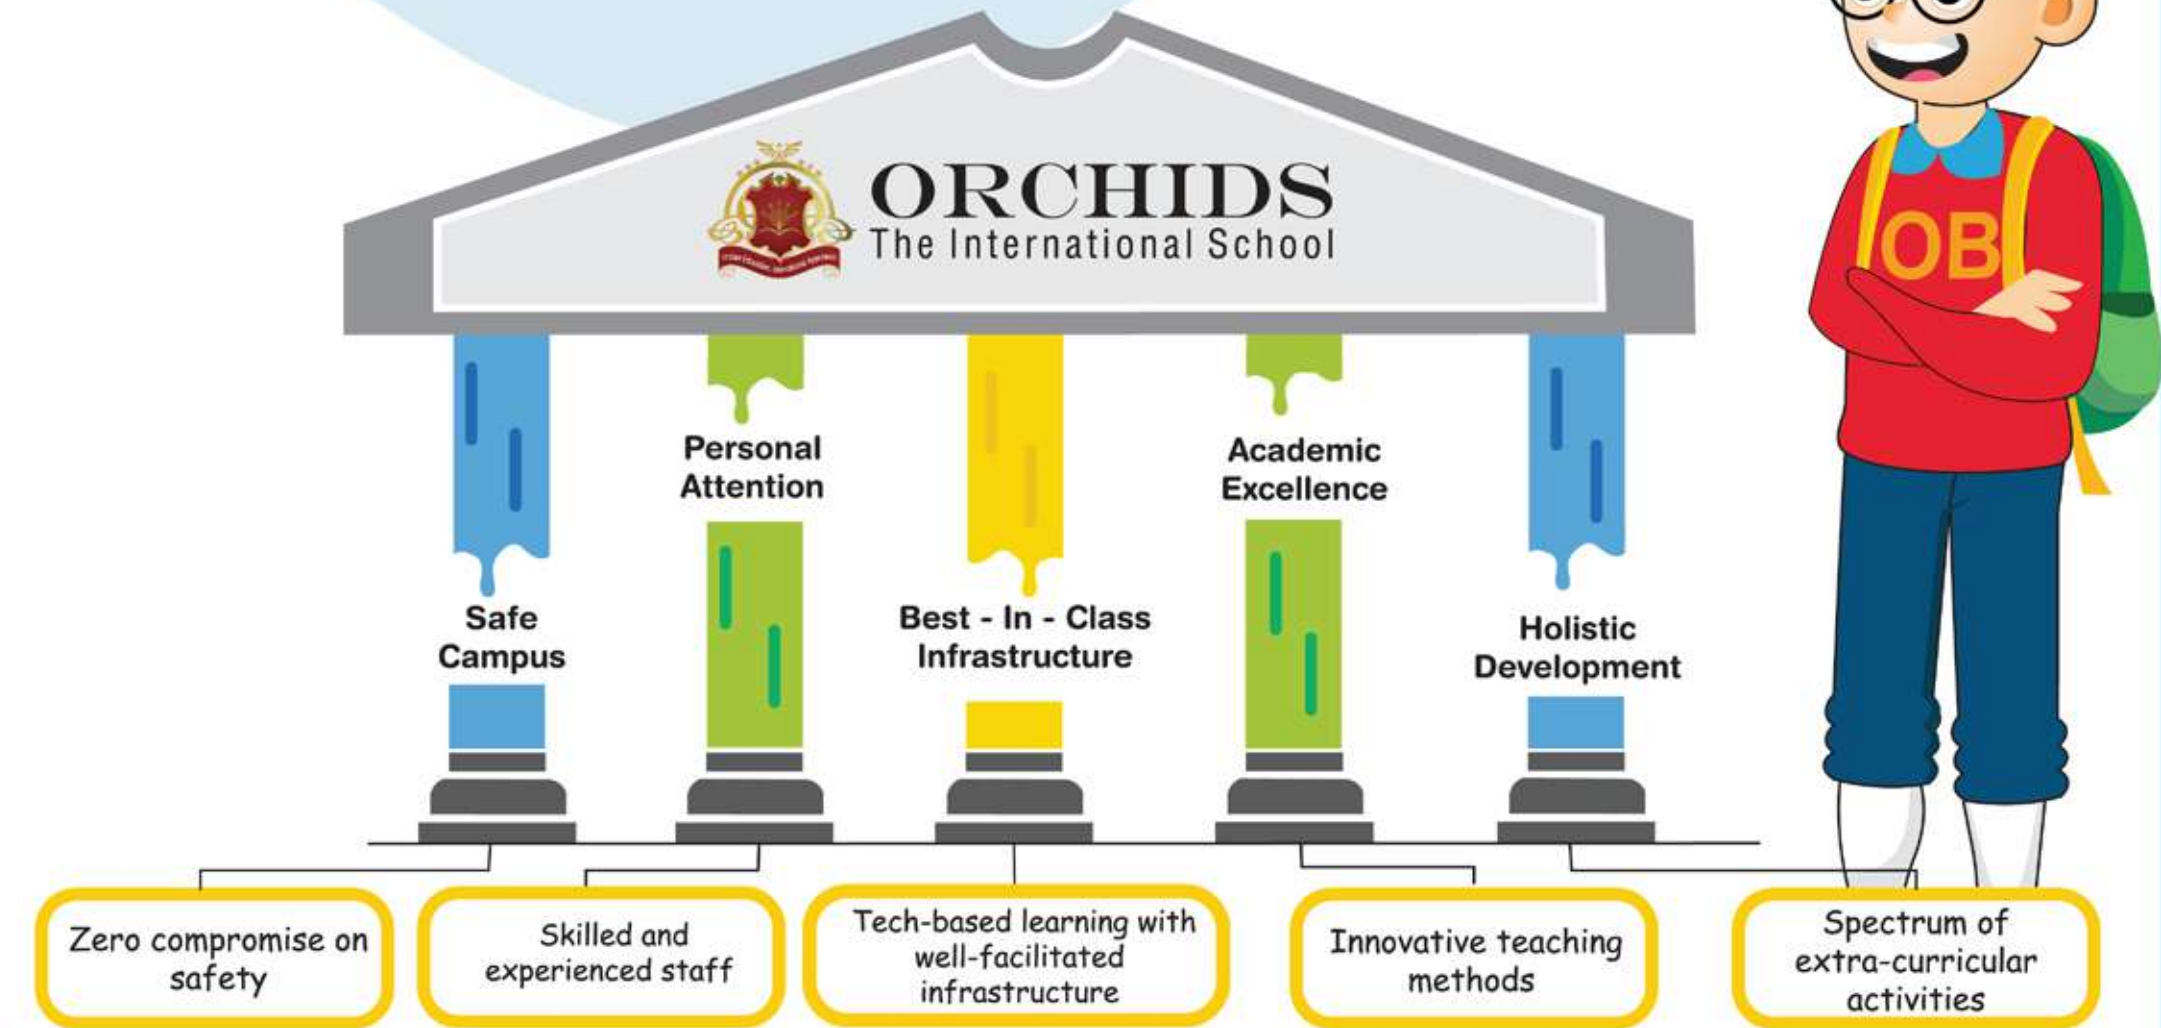 ORCHIDS
The International School
OB
Personal
Attention
Academic
Excellence
Safe
Campus
Best - In - Class
Infrastructure
Holistic
Development
Zero compromise on
safety
Skilled and
experienced staff
Tech-based learning with
well-facilitated
infrastructure
Innovative teaching
methods
Spectrum of
extra-curricular
activities